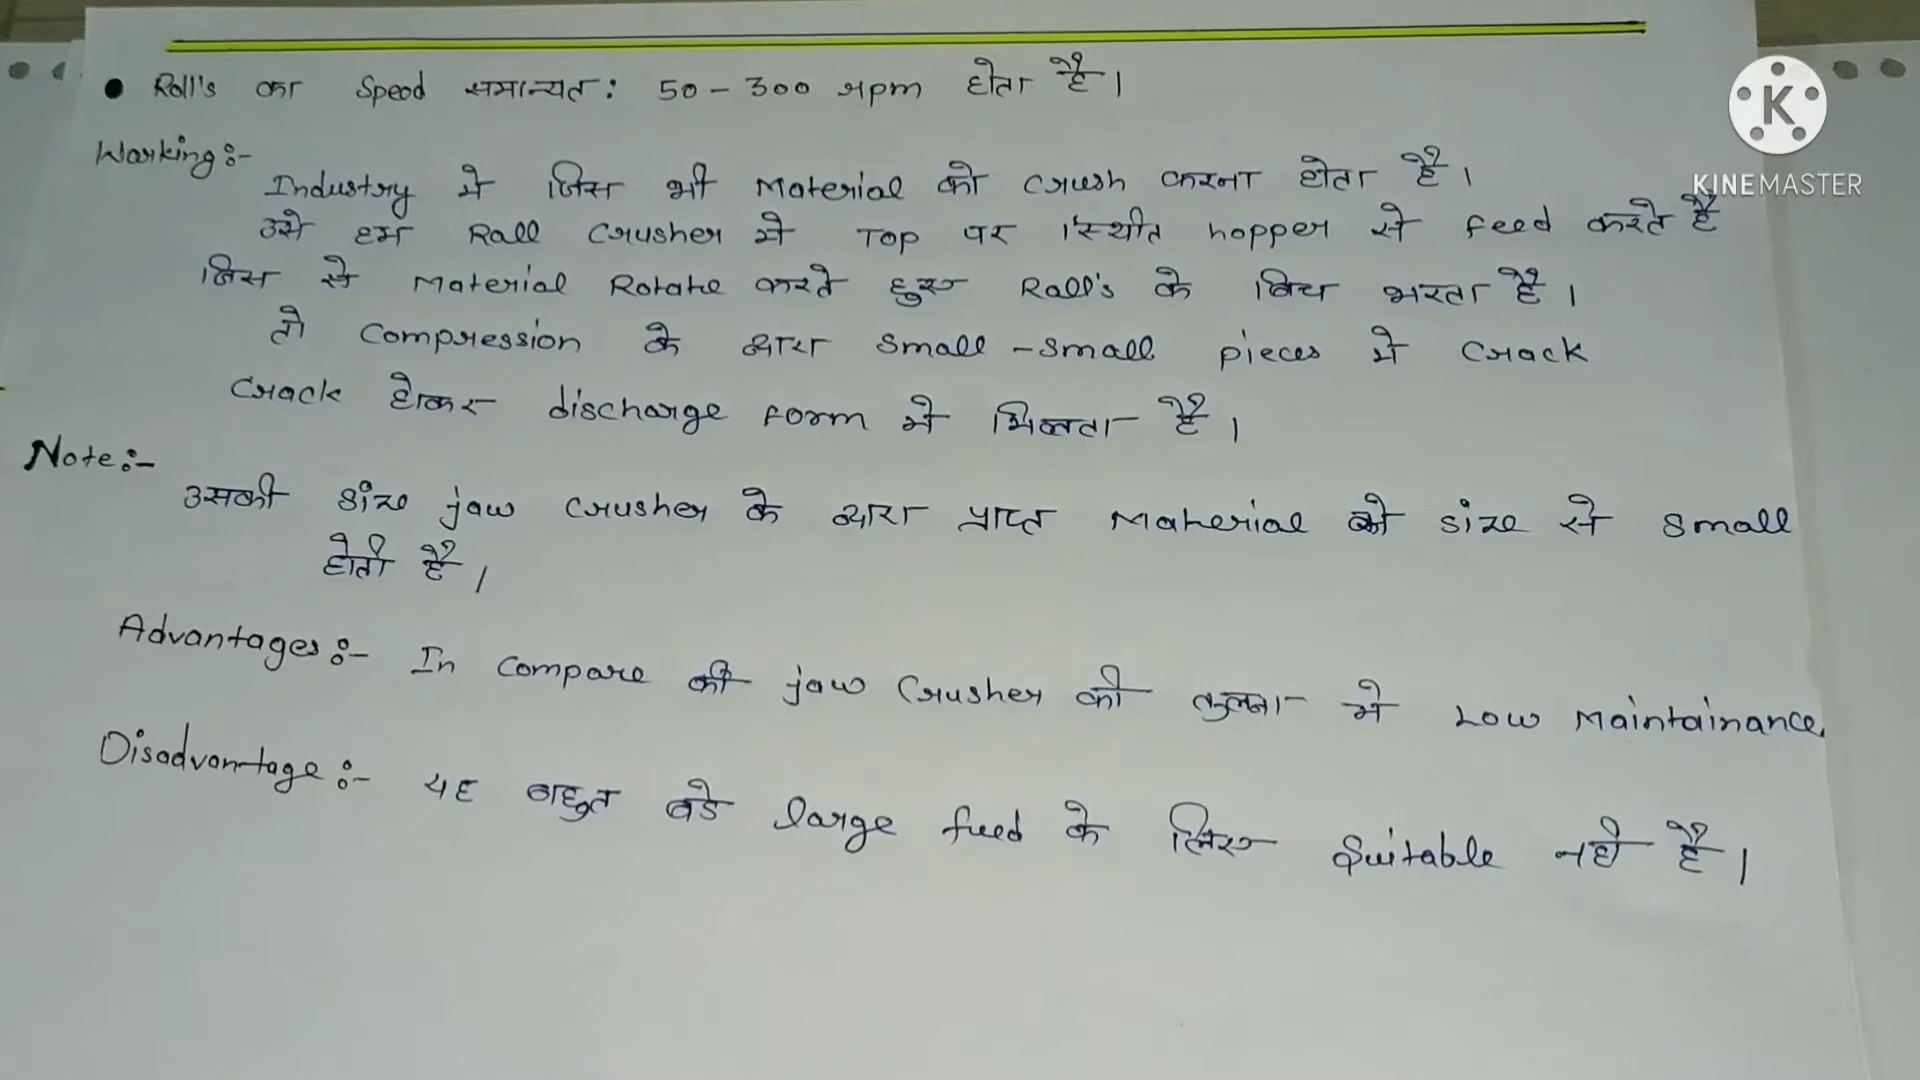 • Roll's का Speed समान्यत: 50 - 300 rpm होता है।
K
KINEMASTER
Working:-
Industry मे जिस भी Material को Crush करना होता है।
उसे हम Roll Crusher मे Top पर स्थीत hopper से feed करते हैं
जिस से Material Rotate करते हुए Roll's के बिच भरता है।
तो Compression के द्वारा Small-Small pieces मे Crack
Crack होकर discharge form मे मिलता है।
Note:-
उसकी Size jaw Crusher के द्वारा प्राप्त Material की size से small
होती है।
Advantages:- In Compare की jaw Crusher की तुलना मे Low Maintainance.
Disadvantage:- यह बहुत बडे large feed के लिए Suitable नही है।